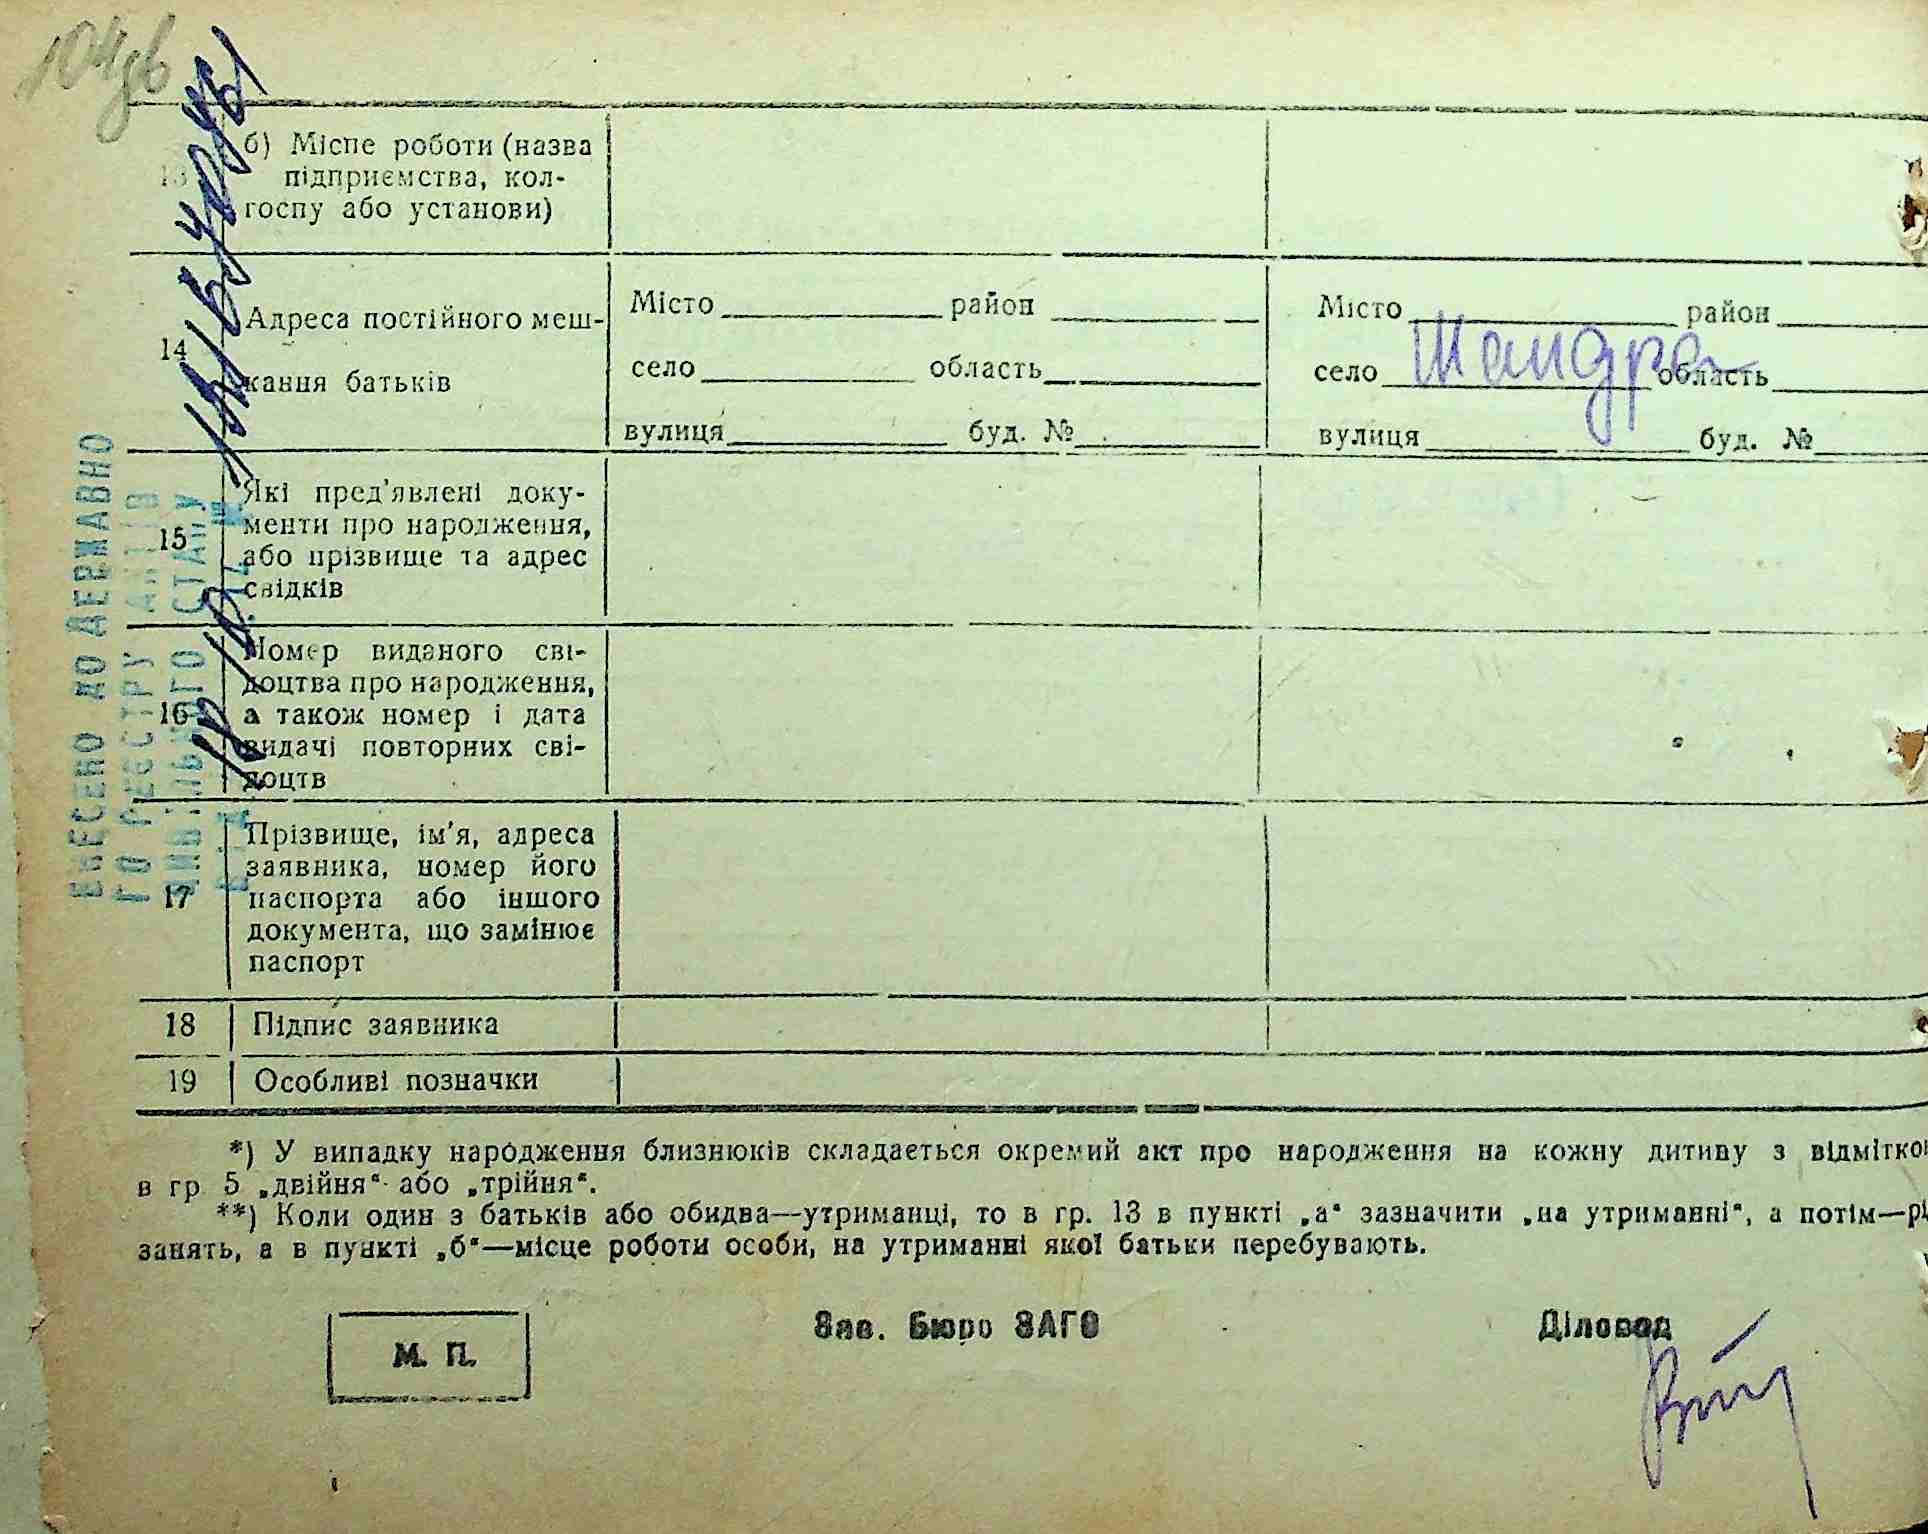 104зв
13
б) Місце роботи (назва
підприємства, кол-
госпу або установи)
14
Адреса постійного меш-
кання батьків
Місто район
село область
вулиця буд. №
Місто район
село Шандра область
вулиця буд. №
15
Які пред'явлені доку-
менти про народження,
або прізвище та адрес
свідків
16
Номер виданого сві-
доцтва про народження,
а також номер і дата
видачі повторних сві-
доцтв
17
Прізвище, ім'я, адреса
заявника, номер його
паспорта або іншого
документа, що замінює
паспорт
18 Підпис заявника
19 Особливі позначки
ВНЕСЕНО ДО ДЕРЖАВНО
ГО РЕЄСТРУ АКТІВ
ЦИВІЛЬНОГО СТАНУ
ВІД №
*) У випадку народження близнюків складається окремий акт про народження на кожну дитину з відмітко
в гр 5 „двійня“ або „трійня“.
**) Коли один з батьків або обидва—утриманці, то в гр. 13 в пункті „а“ зазначити „на утриманні“, а потім—рі
занять, а в пункті „б“—місце роботи особи, на утриманні якої батьки перебувають.
М. П.
Зав. Бюро ЗАГС
Діловод